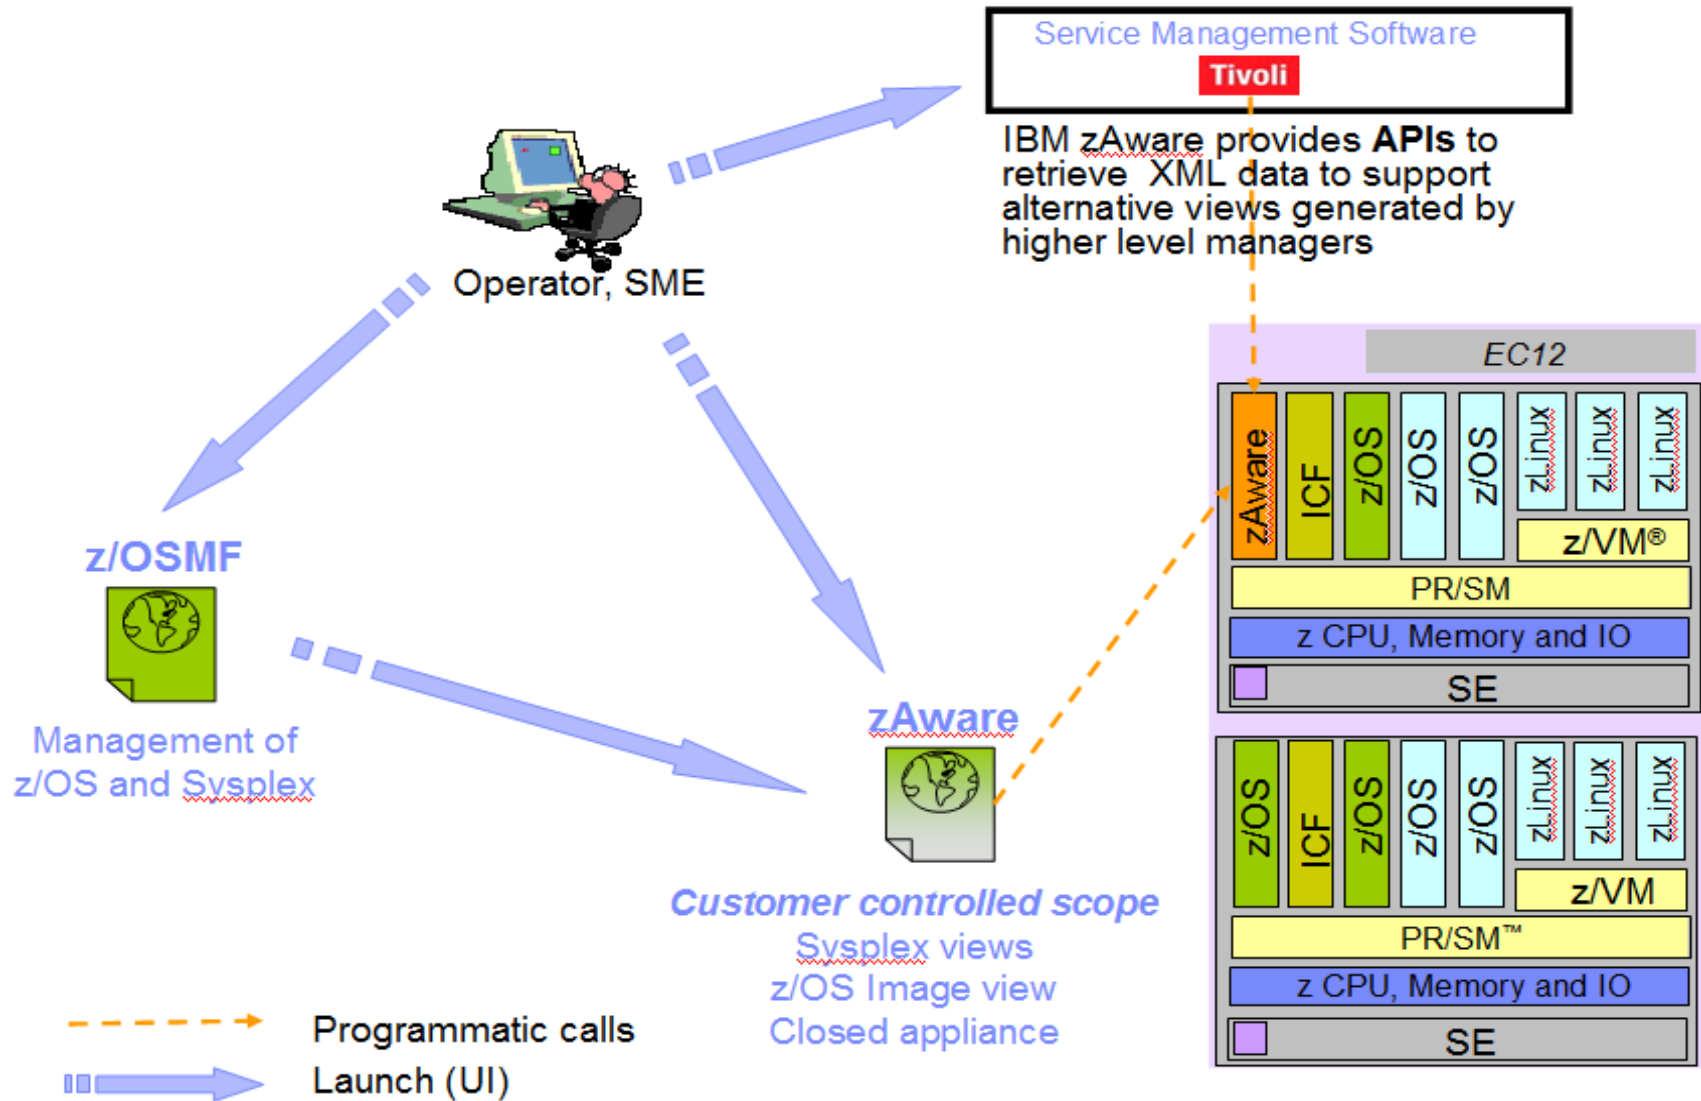 Service Management Software
Tivoli
IBM zAware provides APIs to
retrieve XML data to support
alternative views generated by
higher level managers
Operator, SME
EC12
zAware
ICF
z/OS
z/OS
z/OS
zLinux
zLinux
zLinux
z/VM®
PR/SM
z CPU, Memory and IO
SE
z/OSMF
Management of
z/OS and Sysplex
zAware
Customer controlled scope
Sysplex views
z/OS Image view
Closed appliance
z/OS
ICF
z/OS
z/OS
z/OS
zLinux
zLinux
zLinux
z/VM
PR/SM™
z CPU, Memory and IO
SE
Programmatic calls
Launch (UI)